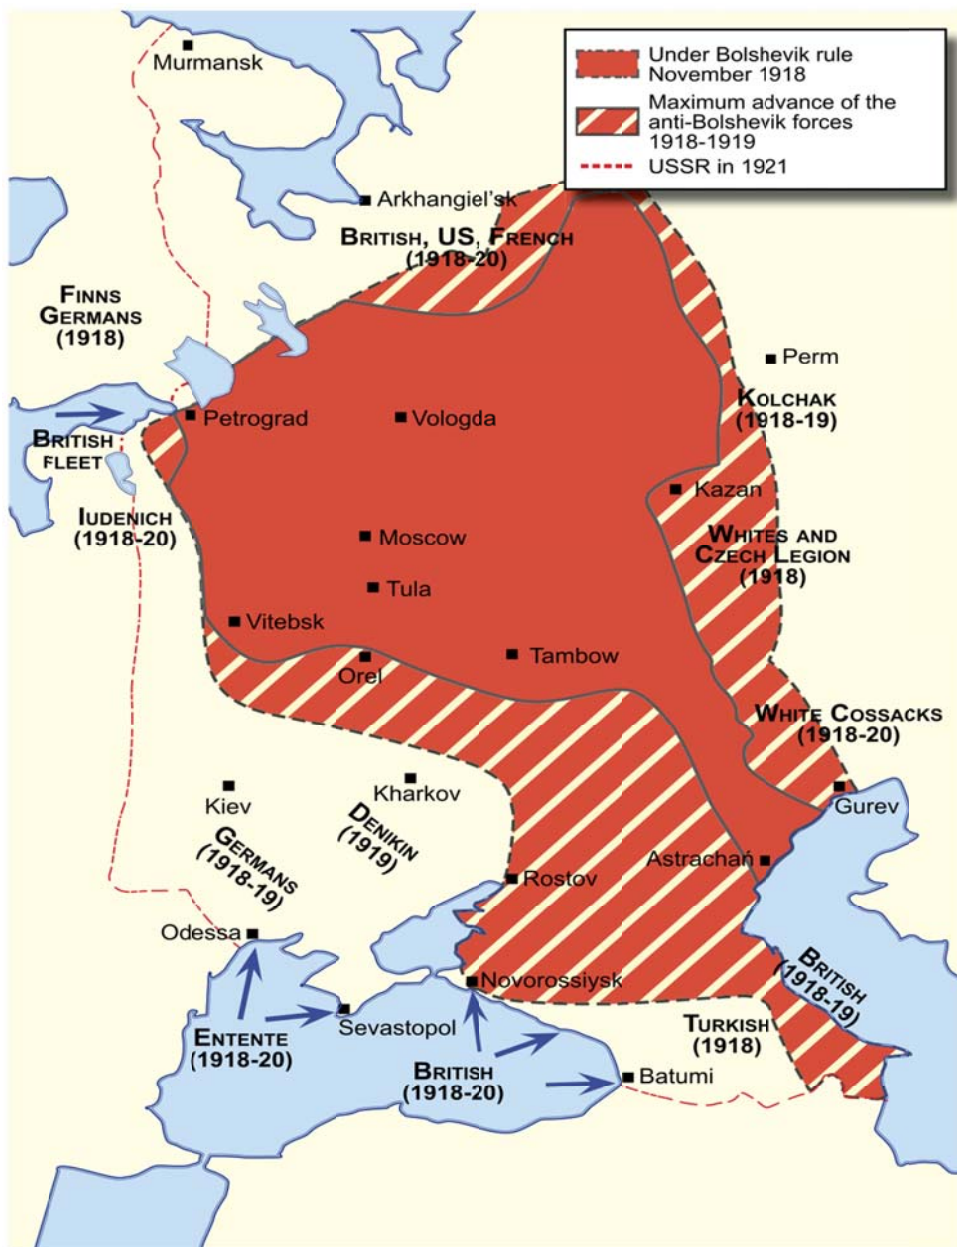 Murmansk
Under Bolshevik rule
November 1918
Maximum advance of the
anti-Bolshevik forces
1918-1919
USSR in 1921
Arkhangiel'sk
BRITISH, US, FRENCH
(1918-20)
FINNS
GERMANS
(1918)
Perm
KOLCHAK
(1918-19)
Petrograd
Vologda
BRITISH
FLEET
Kazan
IUDENICH
(1918-20)
Moscow
WHITES AND
CZECH LEGION
(1918)
Tula
Vitebsk
Orel
Tambow
WHITE COSSACKS
(1918-20)
Kiev
Kharkov
Gurev
GERMANS
(1918-19)
DENIKIN
(1919)
Astrachań
Rostov
Odessa
Novorossiysk
BRITISH
(1918-19)
Sevastopol
ENTENTE
(1918-20)
TURKISH
(1918)
BRITISH
(1918-20)
Batumi